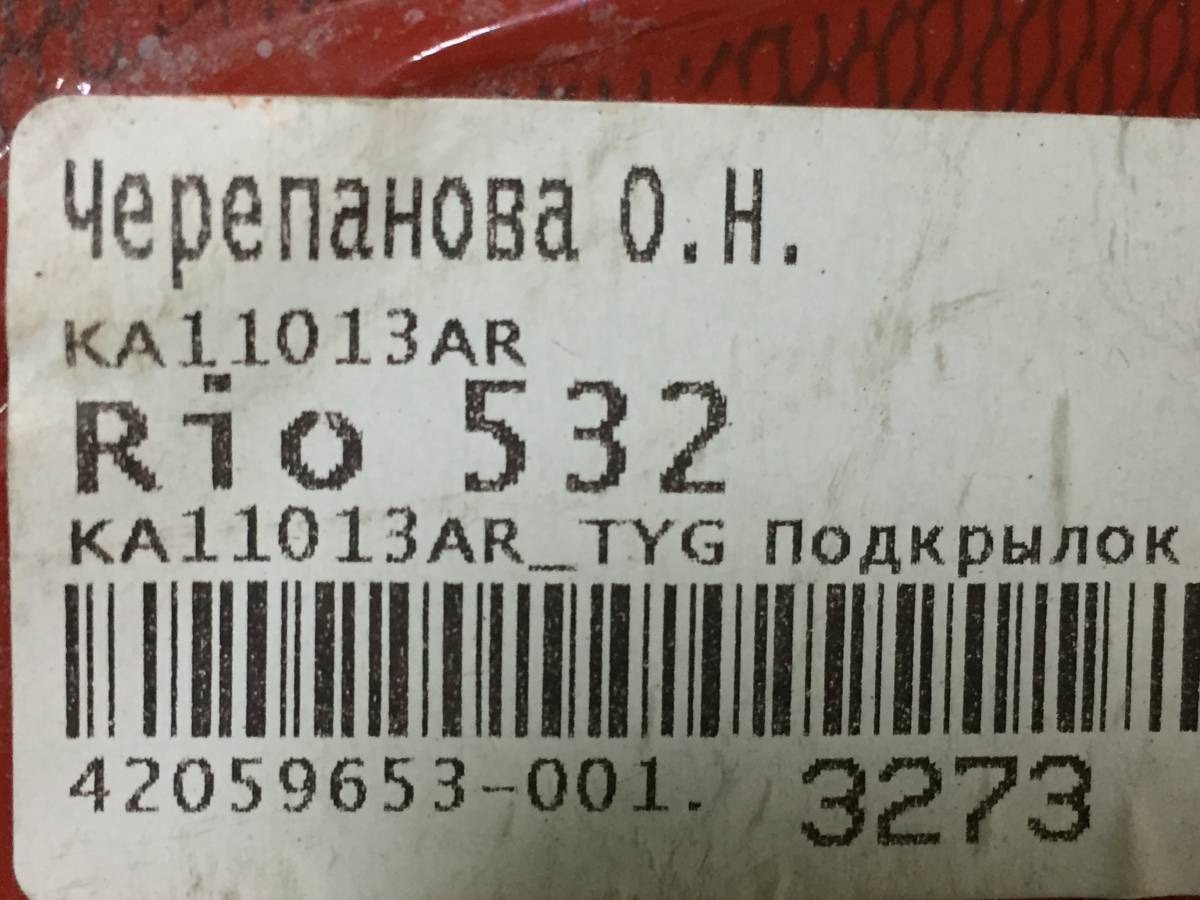 Черепанова О.Н.
KA11013AR
Rio 532
KA11013AR_TYG Подкрылок
42059653-001. 3273